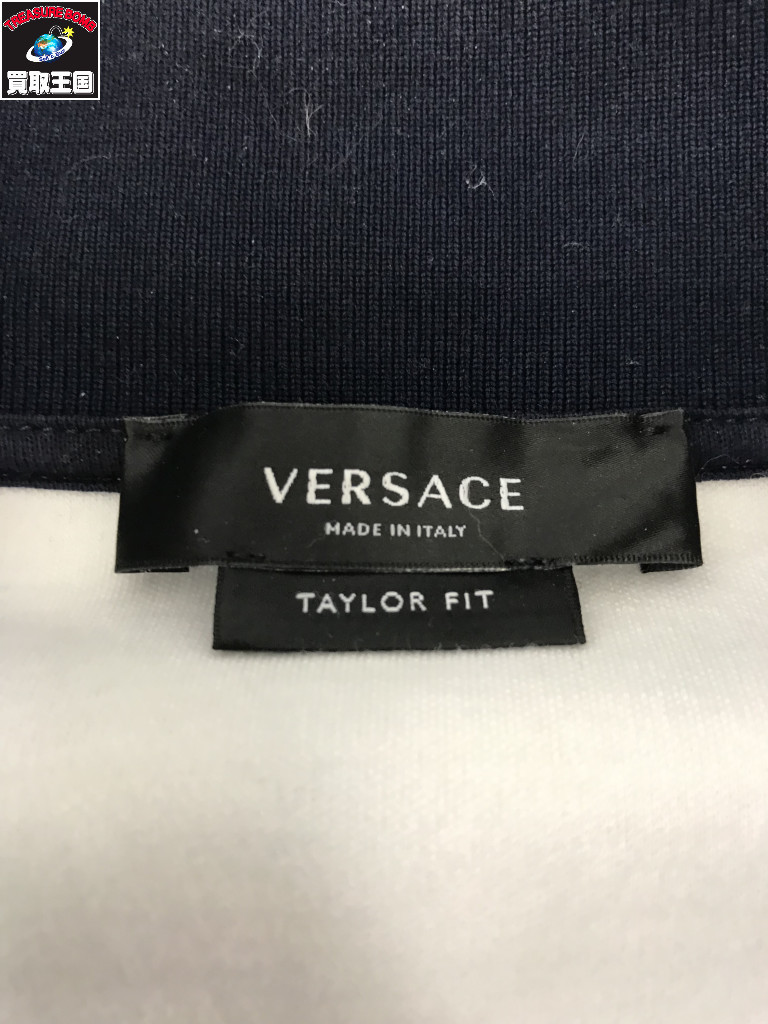 TREASURE BOMB
買取王国
VERSACE
MADE IN ITALY
TAYLOR FIT